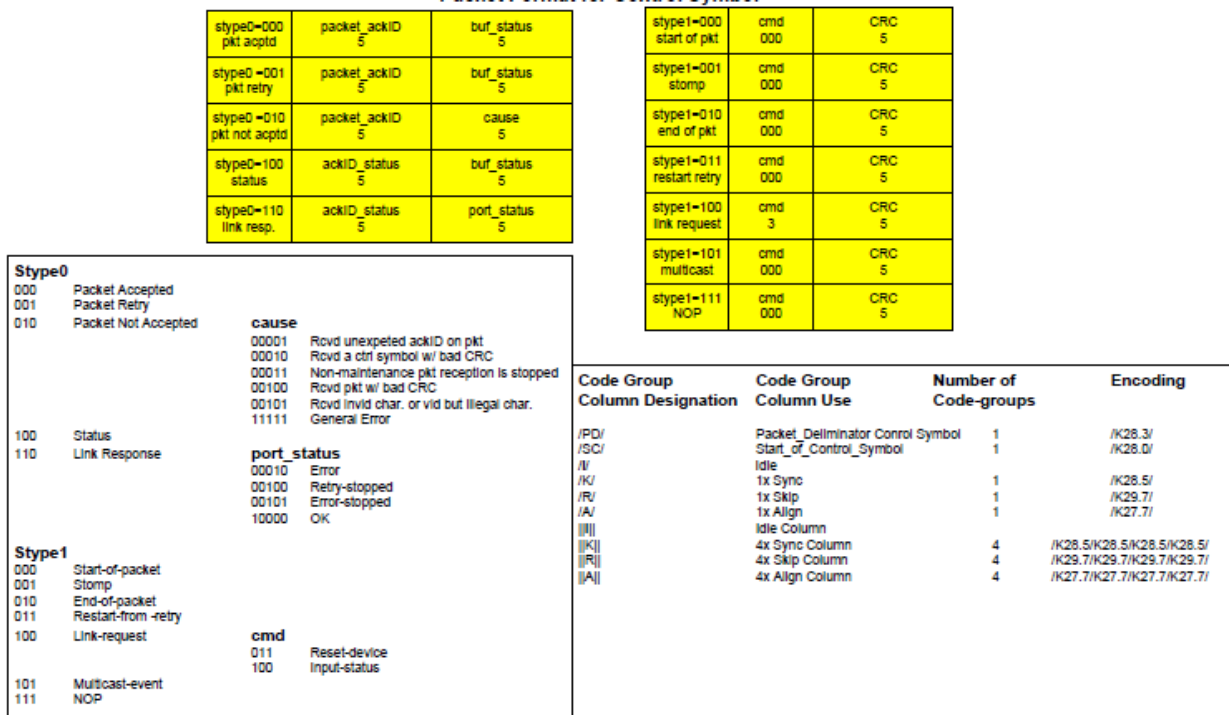 Packet Format for Control Symbol
stype0=000 packet_ackID buf_status
pkt acptd 5 5
stype0 =001 packet_ackID buf_status
pkt retry 5 5
stype0 =010 packet_ackID cause
pkt not acptd 5 5
stype0=100 ackID_status buf_status
status 5 5
stype0=110 ackID_status port_status
link resp. 5 5
stype1=000 cmd CRC
start of pkt 000 5
stype1=001 cmd CRC
stomp 000 5
stype1=010 cmd CRC
end of pkt 000 5
stype1=011 cmd CRC
restart retry 000 5
stype1=100 cmd CRC
link request 3 5
stype1=101 cmd CRC
multicast 000 5
stype1=111 cmd CRC
NOP 000 5
Stype0
000 Packet Accepted
001 Packet Retry
010 Packet Not Accepted cause
00001 Rcvd unexpeted ackID on pkt
00010 Rcvd a ctrl symbol w/ bad CRC
00011 Non-maintenance pkt reception is stopped
00100 Rcvd pkt w/ bad CRC
00101 Rcvd invld char. or vld but illegal char.
11111 General Error
100 Status
110 Link Response port_status
00010 Error
00100 Retry-stopped
00101 Error-stopped
10000 OK
Stype1
000 Start-of-packet
001 Stomp
010 End-of-packet
011 Restart-from -retry
100 Link-request cmd
011 Reset-device
100 Input-status
101 Multicast-event
111 NOP
Code Group Code Group Number of Encoding
Column Designation Column Use Code-groups
/PD/ Packet_Deliminator Conrol Symbol 1 /K28.3/
/SC/ Start_of_Control_Symbol 1 /K28.0/
/I/ Idle
/K/ 1x Sync 1 /K28.5/
/R/ 1x Skip 1 /K29.7/
/A/ 1x Align 1 /K27.7/
||I|| Idle Column
||K|| 4x Sync Column 4 /K28.5/K28.5/K28.5/K28.5/
||R|| 4x Skip Column 4 /K29.7/K29.7/K29.7/K29.7/
||A|| 4x Align Column 4 /K27.7/K27.7/K27.7/K27.7/